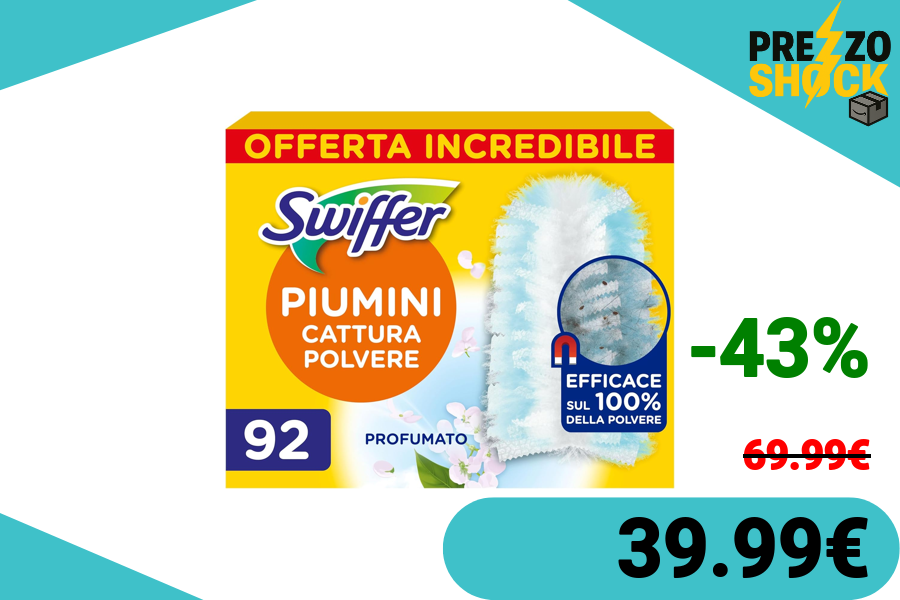 PREZZO
SHOCK
OFFERTA INCREDIBILE
Swiffer
PIUMINI
CATTURA
POLVERE
EFFICACE
SUL 100%
DELLA POLVERE
92
PROFUMATO
-43%
69.99€
39.99€